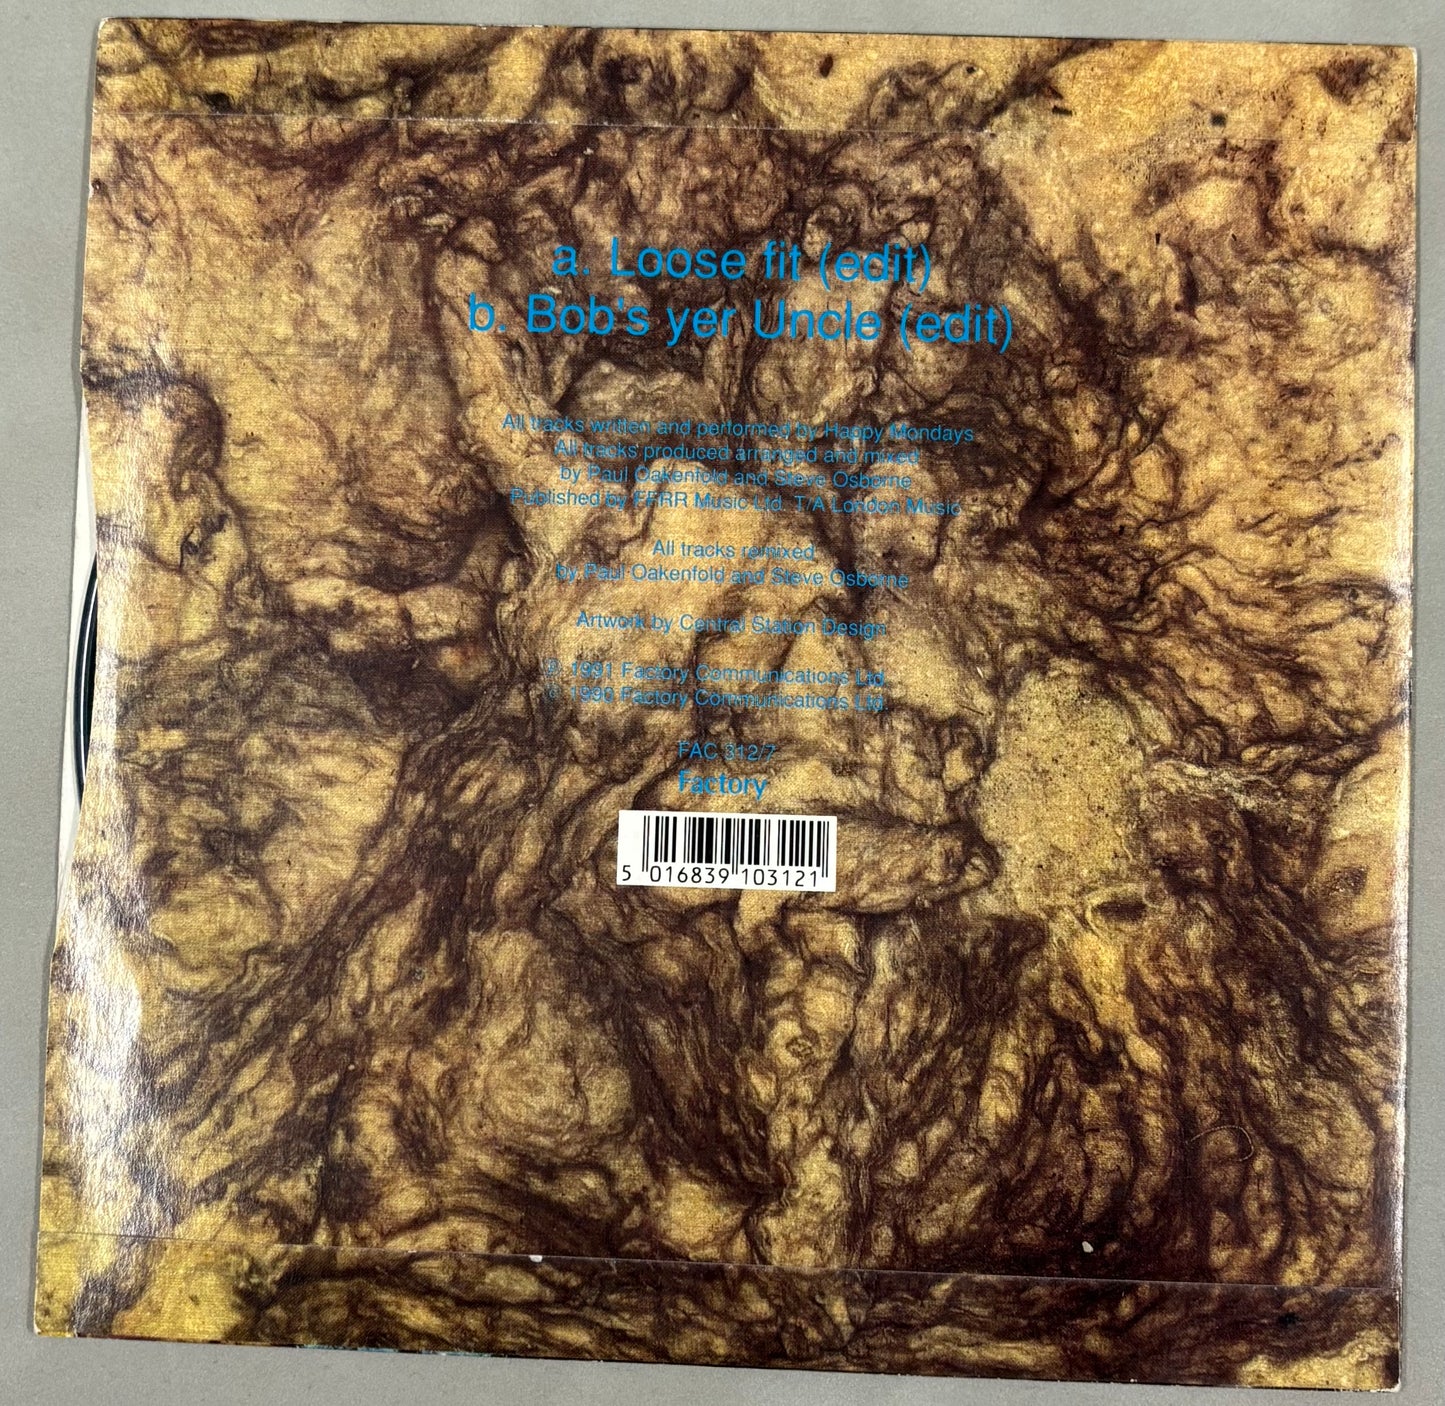 a. Loose fit (edit)
b. Bob's yer Uncle (edit)
All tracks written and performed by Happy Mondays
All tracks produced arranged and mixed
by Paul Oakenfold and Steve Osborne
Published by FFRR Music Ltd. T/A London Music
All tracks remixed
by Paul Oakenfold and Steve Osborne
Artwork by Central Station Design
℗ 1991 Factory Communications Ltd.
© 1990 Factory Communications Ltd.
FAC 312/7
Factory
5 016839 103121